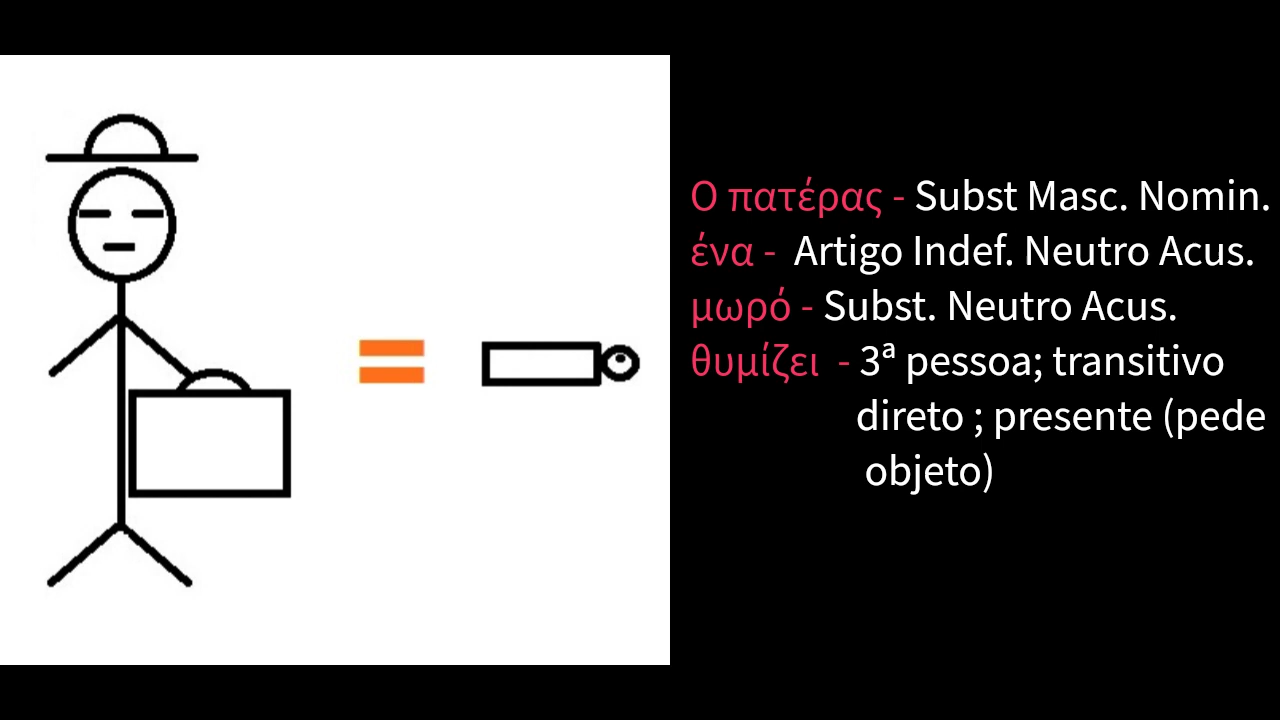 Ο πατέρας - Subst Masc. Nomin.
ένα - Artigo Indef. Neutro Acus.
μωρό - Subst. Neutro Acus.
θυμίζει - 3ª pessoa; transitivo
direto ; presente (pede
objeto)